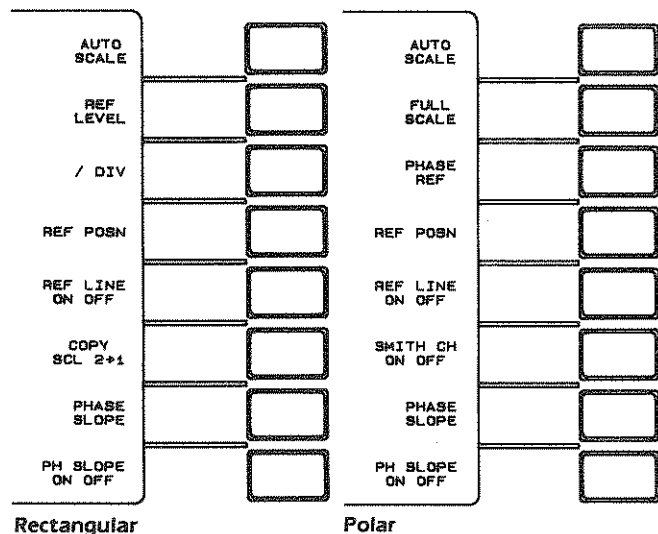 AUTO
SCALE
REF
LEVEL
/ DIV
REF POSN
REF LINE
ON OFF
COPY
SCL 2→1
PHASE
SLOPE
PH SLOPE
ON OFF
Rectangular
AUTO
SCALE
FULL
SCALE
PHASE
REF
REF POSN
REF LINE
ON OFF
SMITH CH
ON OFF
PHASE
SLOPE
PH SLOPE
ON OFF
Polar